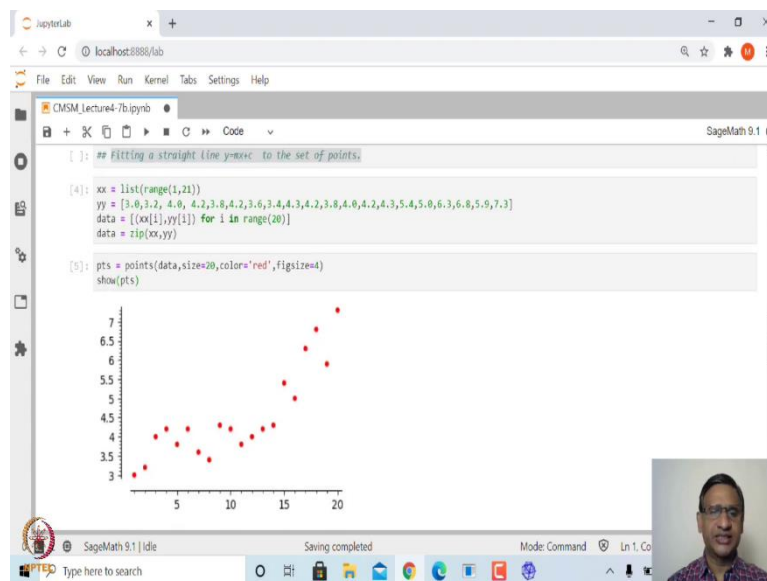 JupyterLab
localhost:8888/lab
M
File Edit View Run Kernel Tabs Settings Help
CMSM_Lecture4-7b.ipynb
Code
SageMath 9.1
[ ]: ## Fitting a straight line y=mx+c to the set of points.
[4]: xx = list(range(1,21))
yy = [3.0,3.2, 4.0, 4.2,3.8,4.2,3.6,3.4,4.3,4.2,3.8,4.0,4.2,4.3,5.4,5.0,6.3,6.8,5.9,7.3]
data = [(xx[i],yy[i]) for i in range(20)]
data = zip(xx,yy)
[5]: pts = points(data,size=20,color='red',figsize=4)
show(pts)
7
6.5
6
5.5
5
4.5
4
3.5
3
5 10 15 20
SageMath 9.1 | Idle Saving completed Mode: Command Ln 1, Co
NPTEL
Type here to search